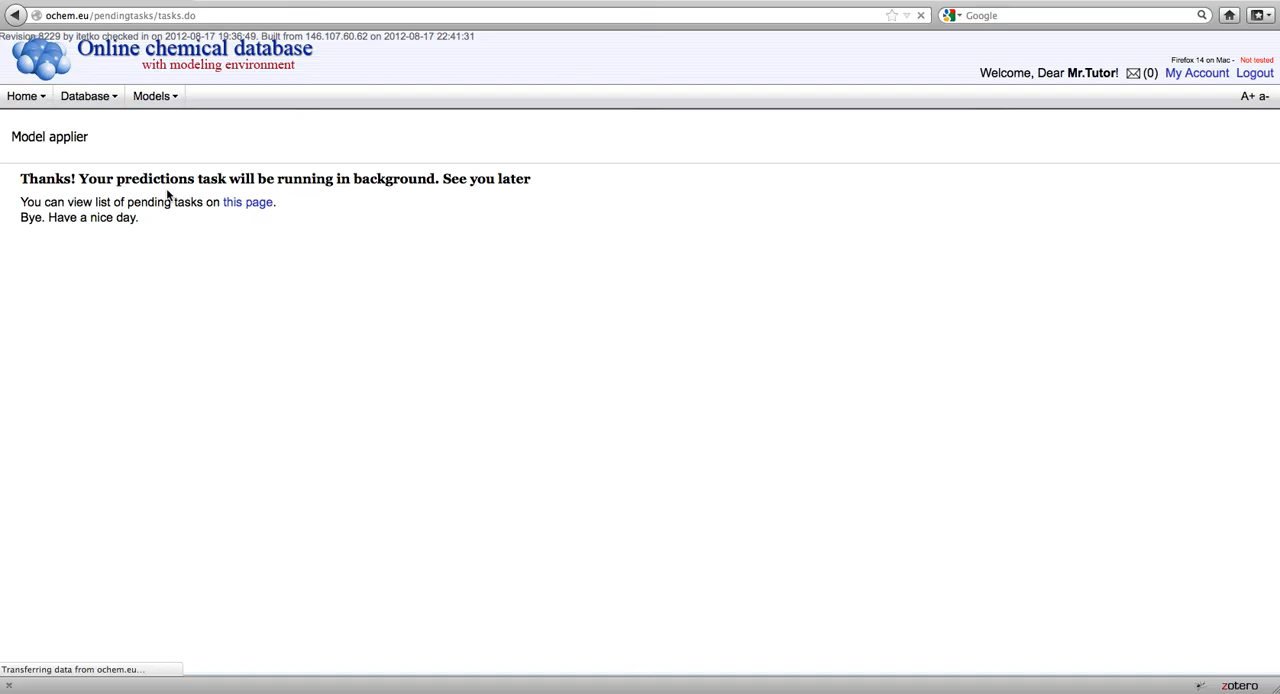 ochem.eu/pendingtasks/tasks.do
Google
Revision 8229 by itetko checked in on 2012-08-17 19:36:49. Built from 146.107.60.62 on 2012-08-17 22:41:31
Online chemical database
with modeling environment
Firefox 14 on Mac - Not tested
Welcome, Dear Mr.Tutor! (0) My Account Logout
Home Database Models A+ a-
Model applier
Thanks! Your predictions task will be running in background. See you later
You can view list of pending tasks on this page.
Bye. Have a nice day.
Transferring data from ochem.eu...
zotero